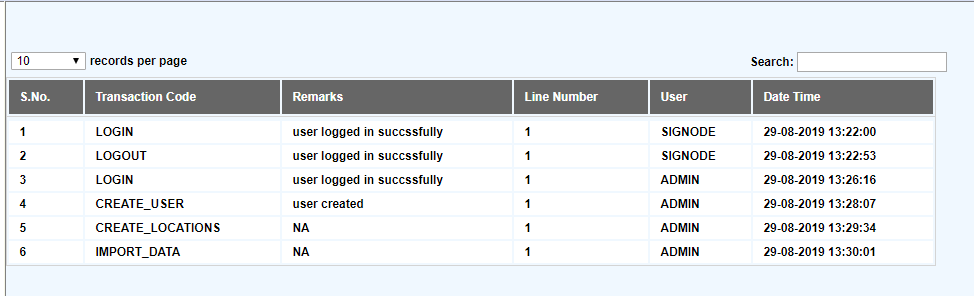 10 records per page Search:
S.No. Transaction Code Remarks Line Number User Date Time
1 LOGIN user logged in succssfully 1 SIGNODE 29-08-2019 13:22:00
2 LOGOUT user logged in succssfully 1 SIGNODE 29-08-2019 13:22:53
3 LOGIN user logged in succssfully 1 ADMIN 29-08-2019 13:26:16
4 CREATE_USER user created 1 ADMIN 29-08-2019 13:28:07
5 CREATE_LOCATIONS NA 1 ADMIN 29-08-2019 13:29:34
6 IMPORT_DATA NA 1 ADMIN 29-08-2019 13:30:01